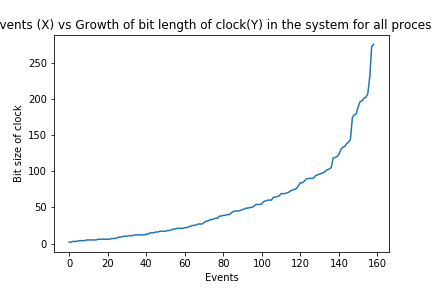 vents (X) vs Growth of bit length of clock(Y) in the system for all proces
250
200
150
100
50
0
Bit size of clock
0 20 40 60 80 100 120 140 160
Events